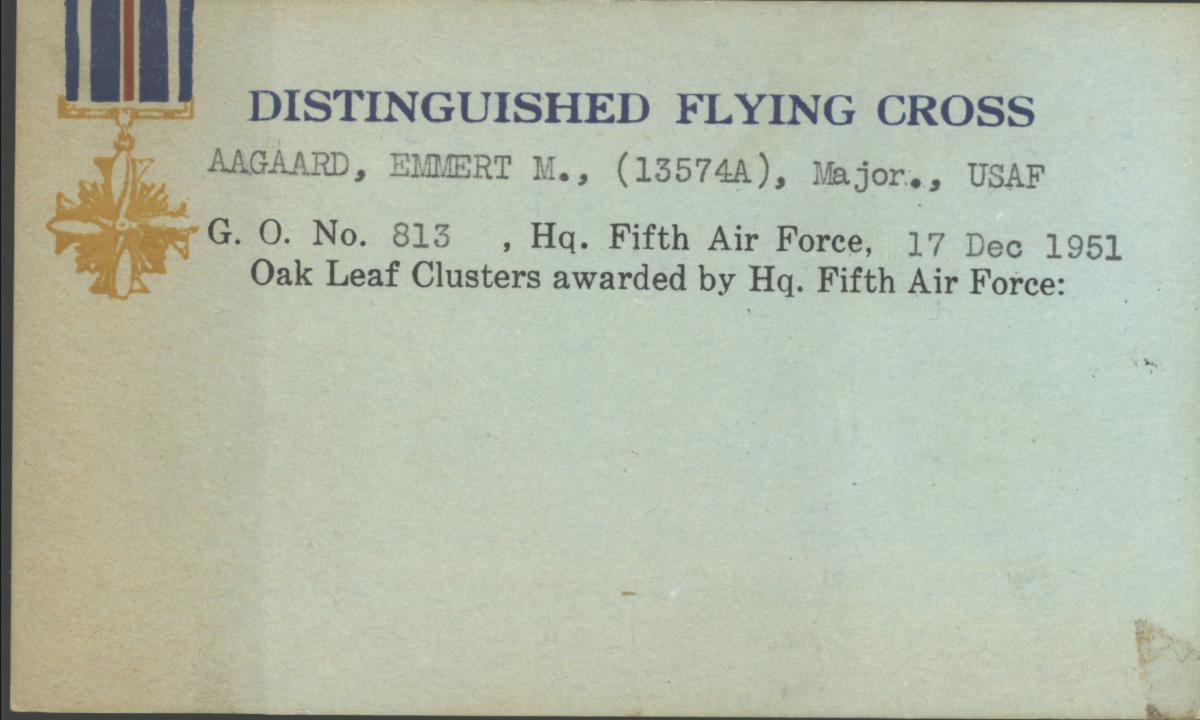 DISTINGUISHED FLYING CROSS
AAGAARD, EMMERT M., (13574A), Major., USAF
G. O. No. 813 , Hq. Fifth Air Force, 17 Dec 1951
Oak Leaf Clusters awarded by Hq. Fifth Air Force: